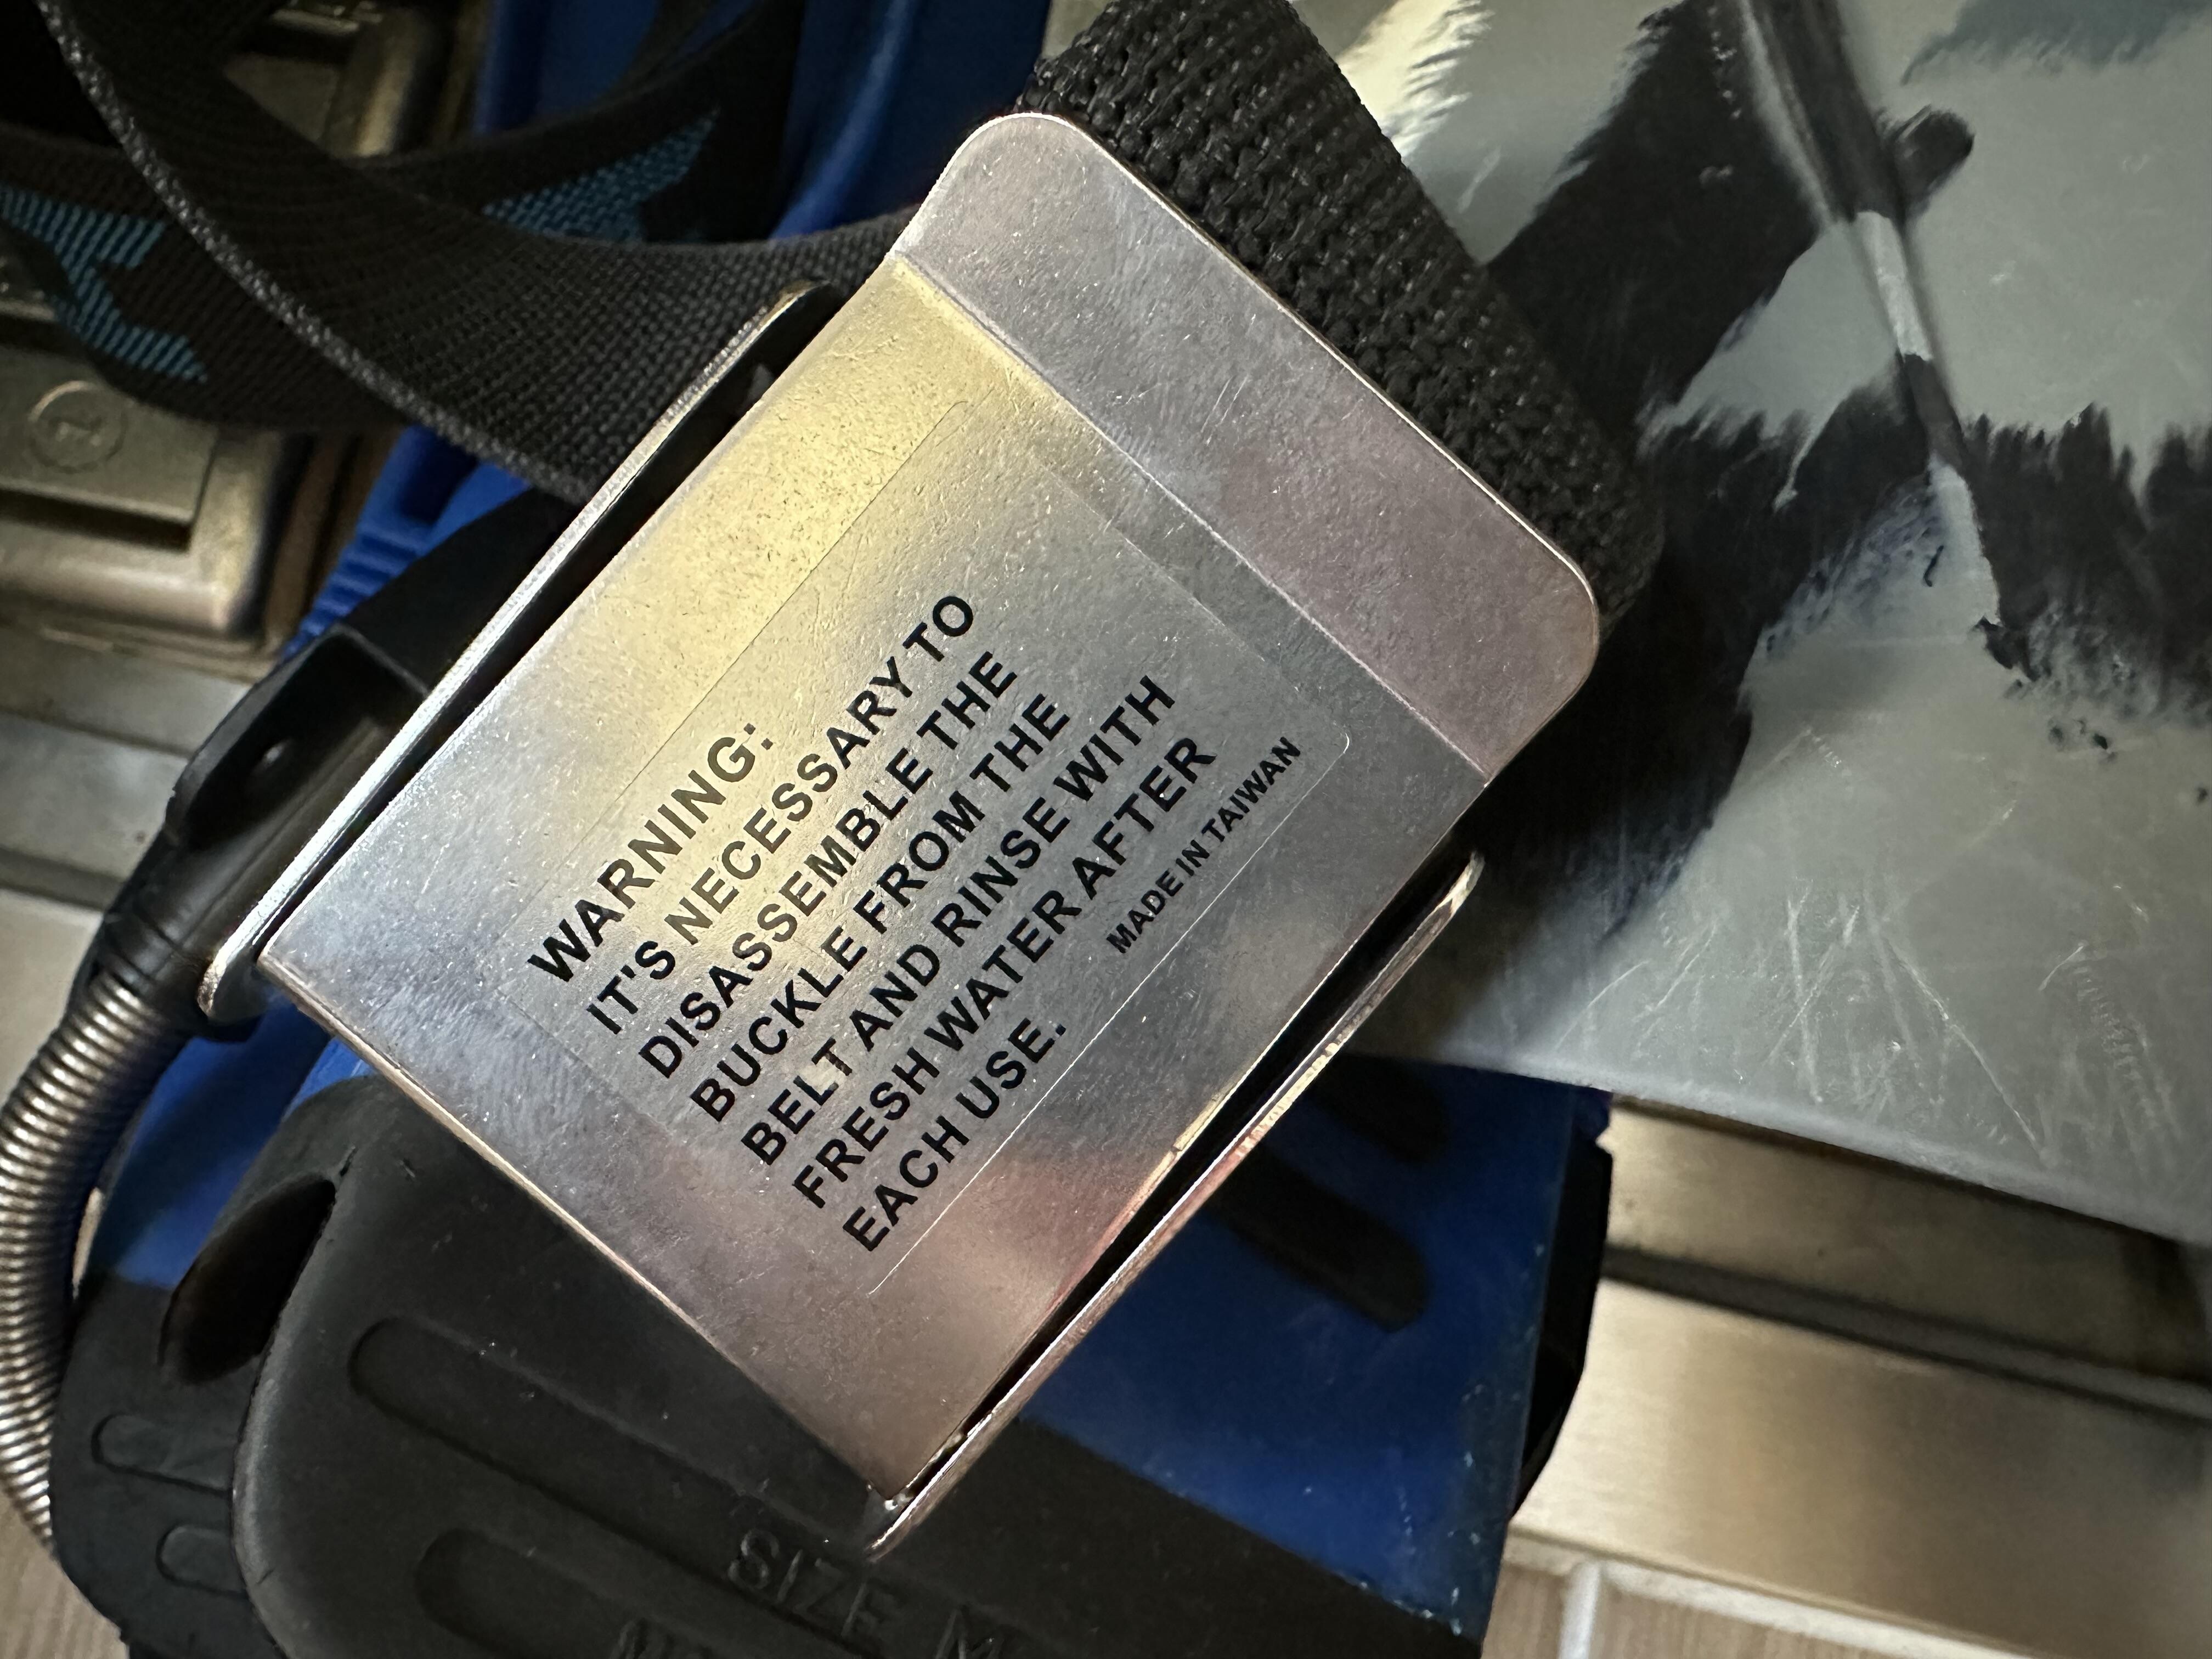 WARNING:
IT'S NECESSARY TO
DISASSEMBLE THE
BUCKLE FROM THE
BELT AND RINSE WITH
FRESH WATER AFTER
EACH USE.
MADE IN TAIWAN
SIZE M